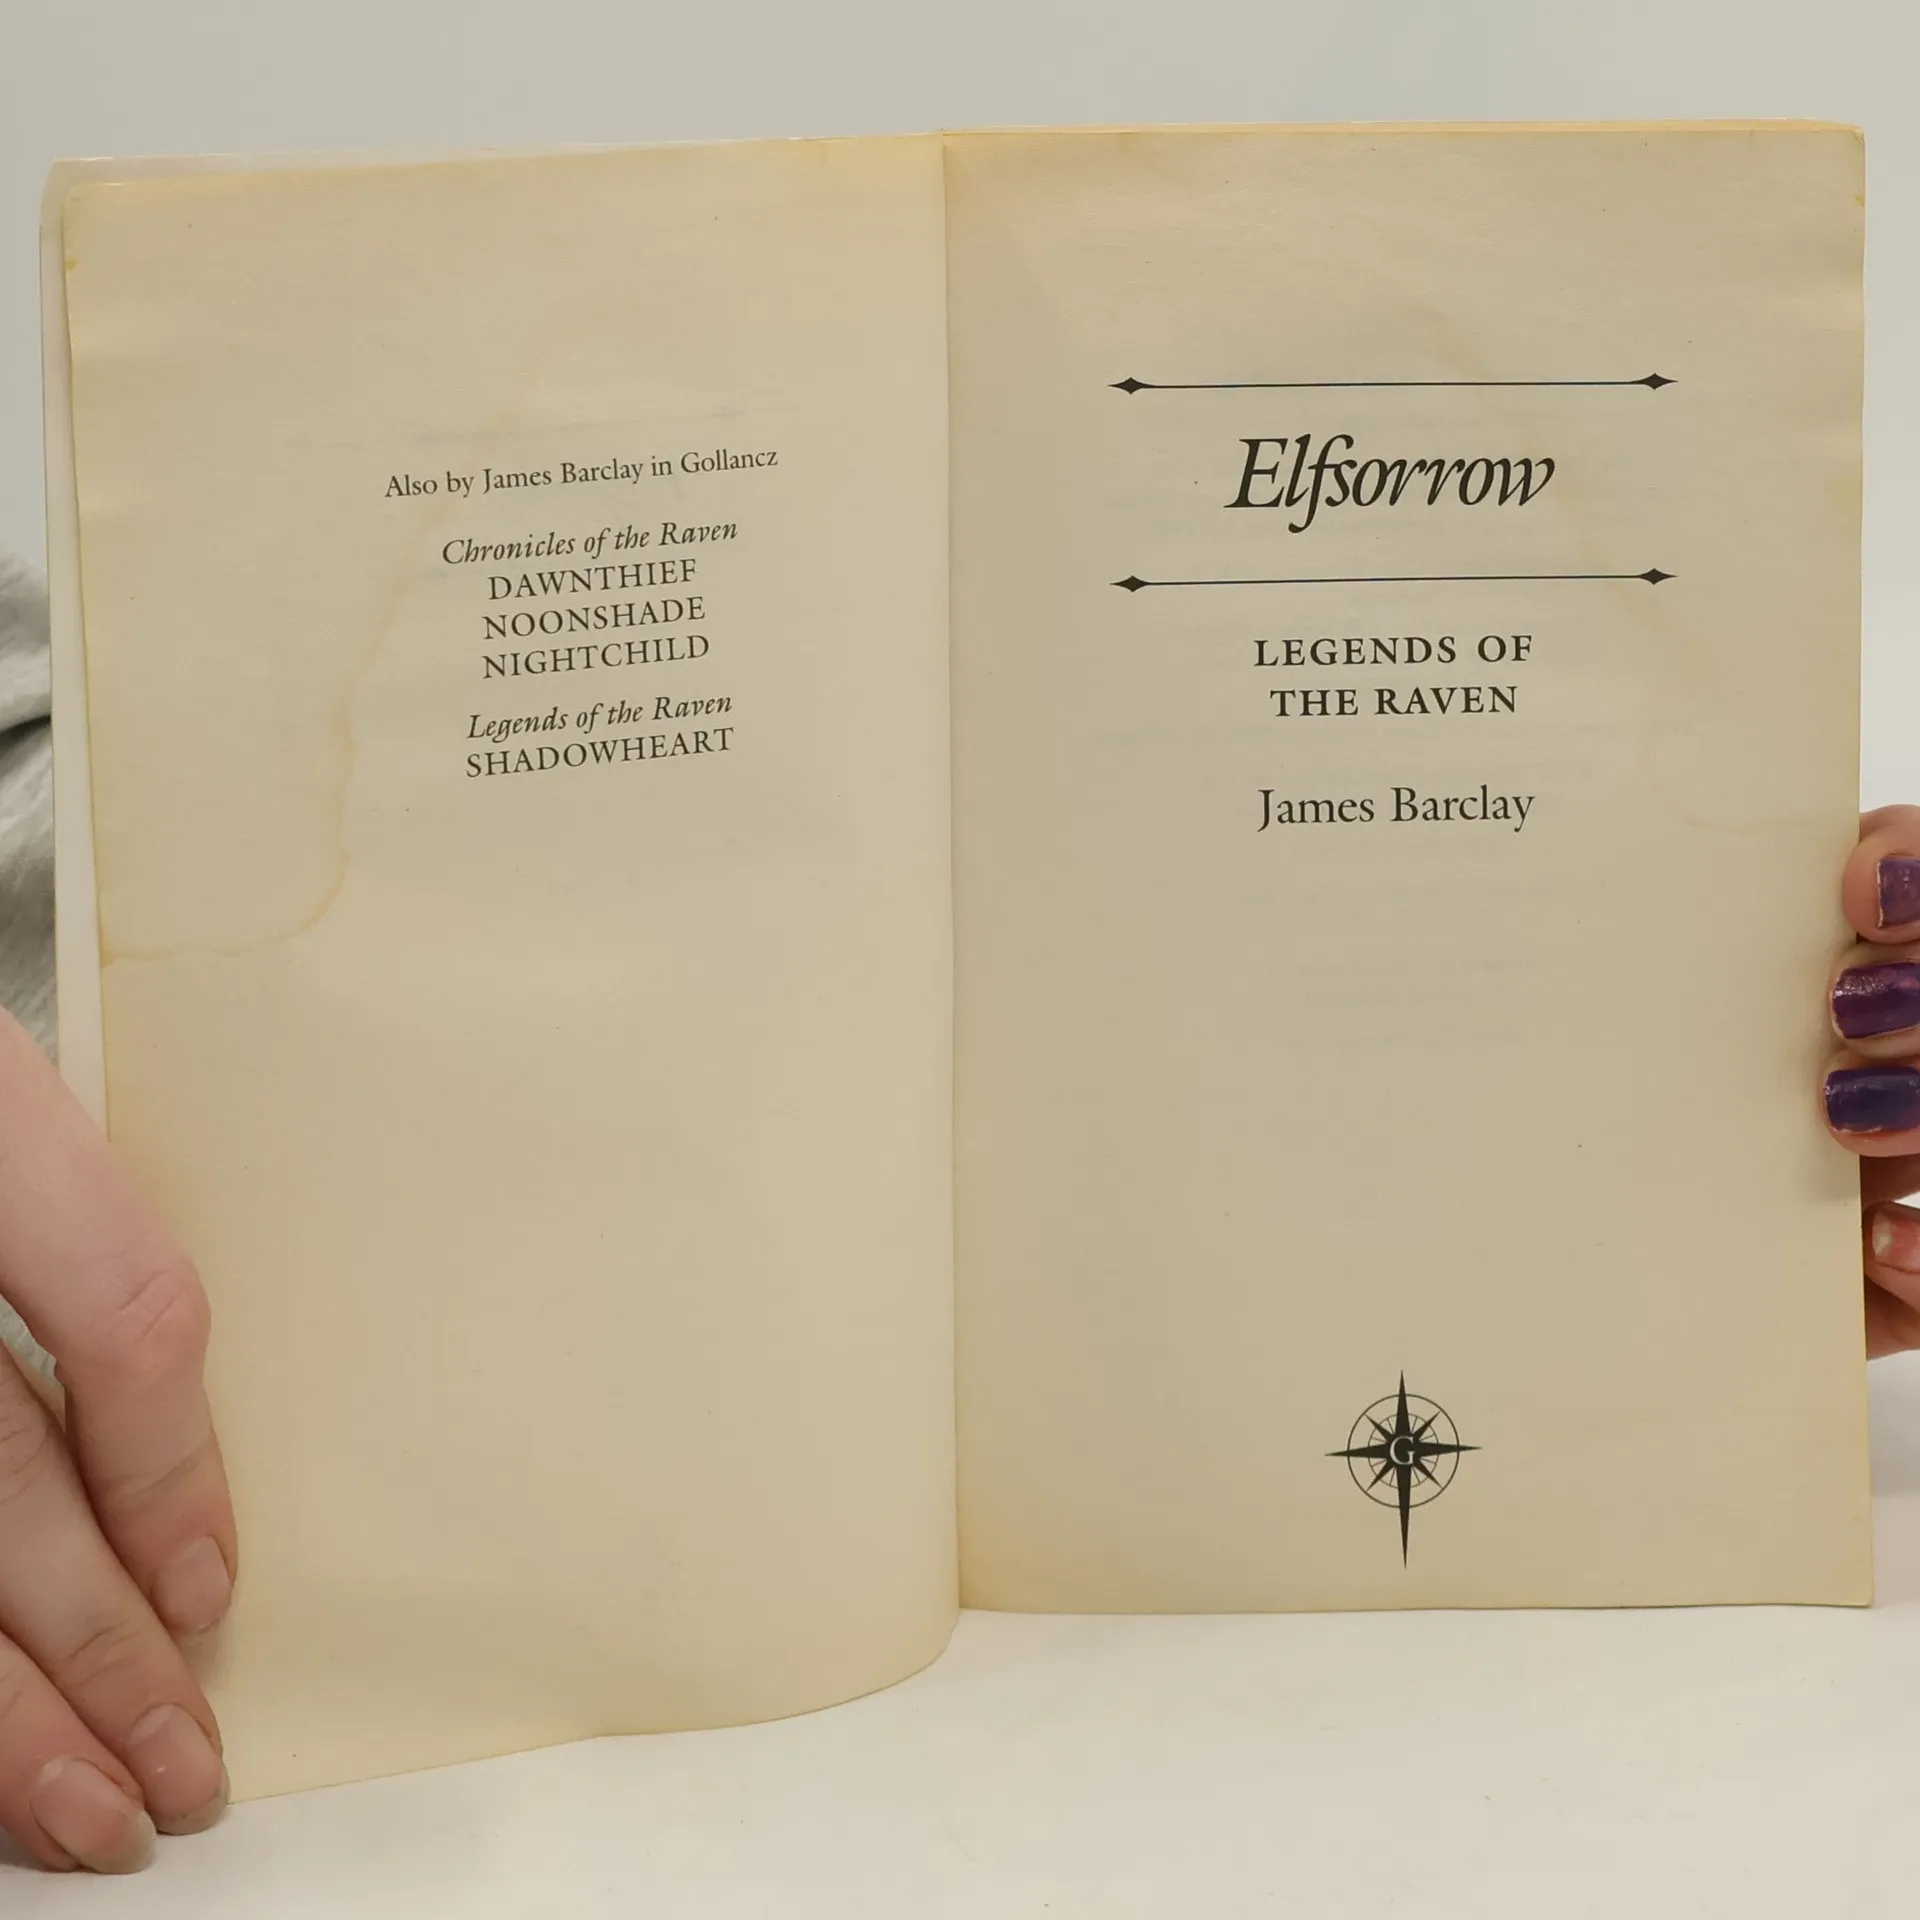 Also by James Barclay in Gollancz
Chronicles of the Raven
DAWNTHIEF
NOONSHADE
NIGHTCHILD
Legends of the Raven
SHADOWHEART
Elfsorrow
LEGENDS OF
THE RAVEN
James Barclay
G